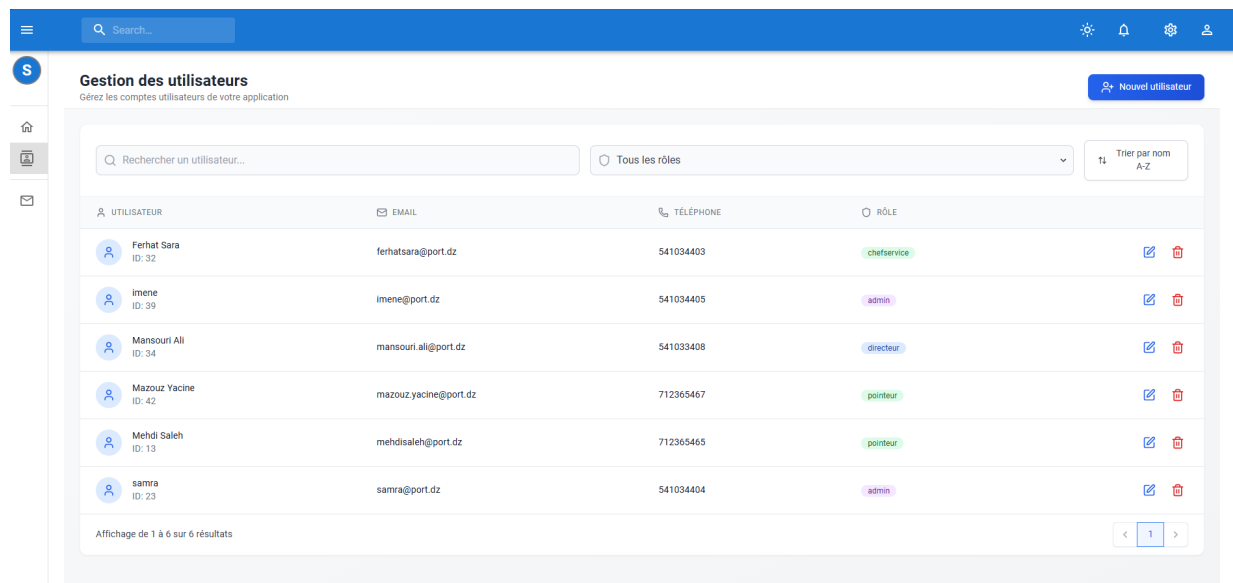 Search...
S
Gestion des utilisateurs
Gérez les comptes utilisateurs de votre application
Nouvel utilisateur
Rechercher un utilisateur...
Tous les rôles
Trier par nom
A-Z
UTILISATEUR EMAIL TÉLÉPHONE RÔLE
Ferhat Sara
ID: 32
ferhatsara@port.dz 541034403 chefservice
imene
ID: 39
imene@port.dz 541034405 admin
Mansouri Ali
ID: 34
mansouri.ali@port.dz 541033408 directeur
Mazouz Yacine
ID: 42
mazouz.yacine@port.dz 712365467 pointeur
Mehdi Saleh
ID: 13
mehdisaleh@port.dz 712365465 pointeur
samra
ID: 23
samra@port.dz 541034404 admin
Affichage de 1 à 6 sur 6 résultats
1